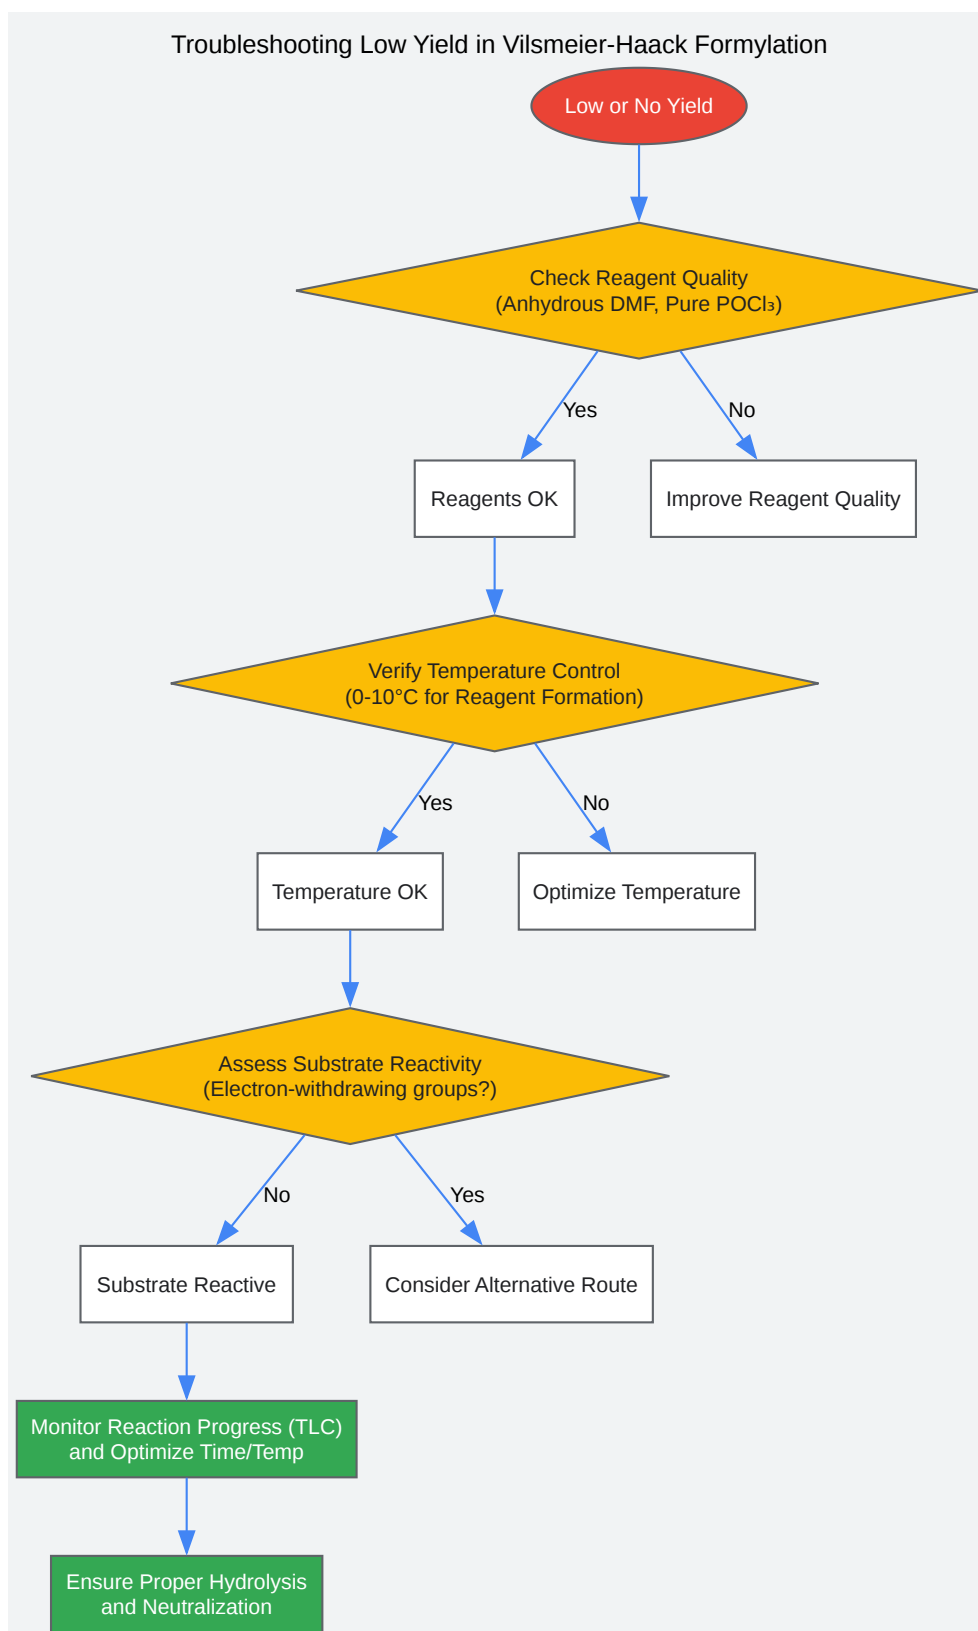 Troubleshooting Low Yield in Vilsmeier-Haack Formylation
Low or No Yield
Check Reagent Quality
(Anhydrous DMF, Pure POCl₃)
Yes
No
Reagents OK
Improve Reagent Quality
Verify Temperature Control
(0-10°C for Reagent Formation)
Yes
No
Temperature OK
Optimize Temperature
Assess Substrate Reactivity
(Electron-withdrawing groups?)
No
Yes
Substrate Reactive
Consider Alternative Route
Monitor Reaction Progress (TLC)
and Optimize Time/Temp
Ensure Proper Hydrolysis
and Neutralization